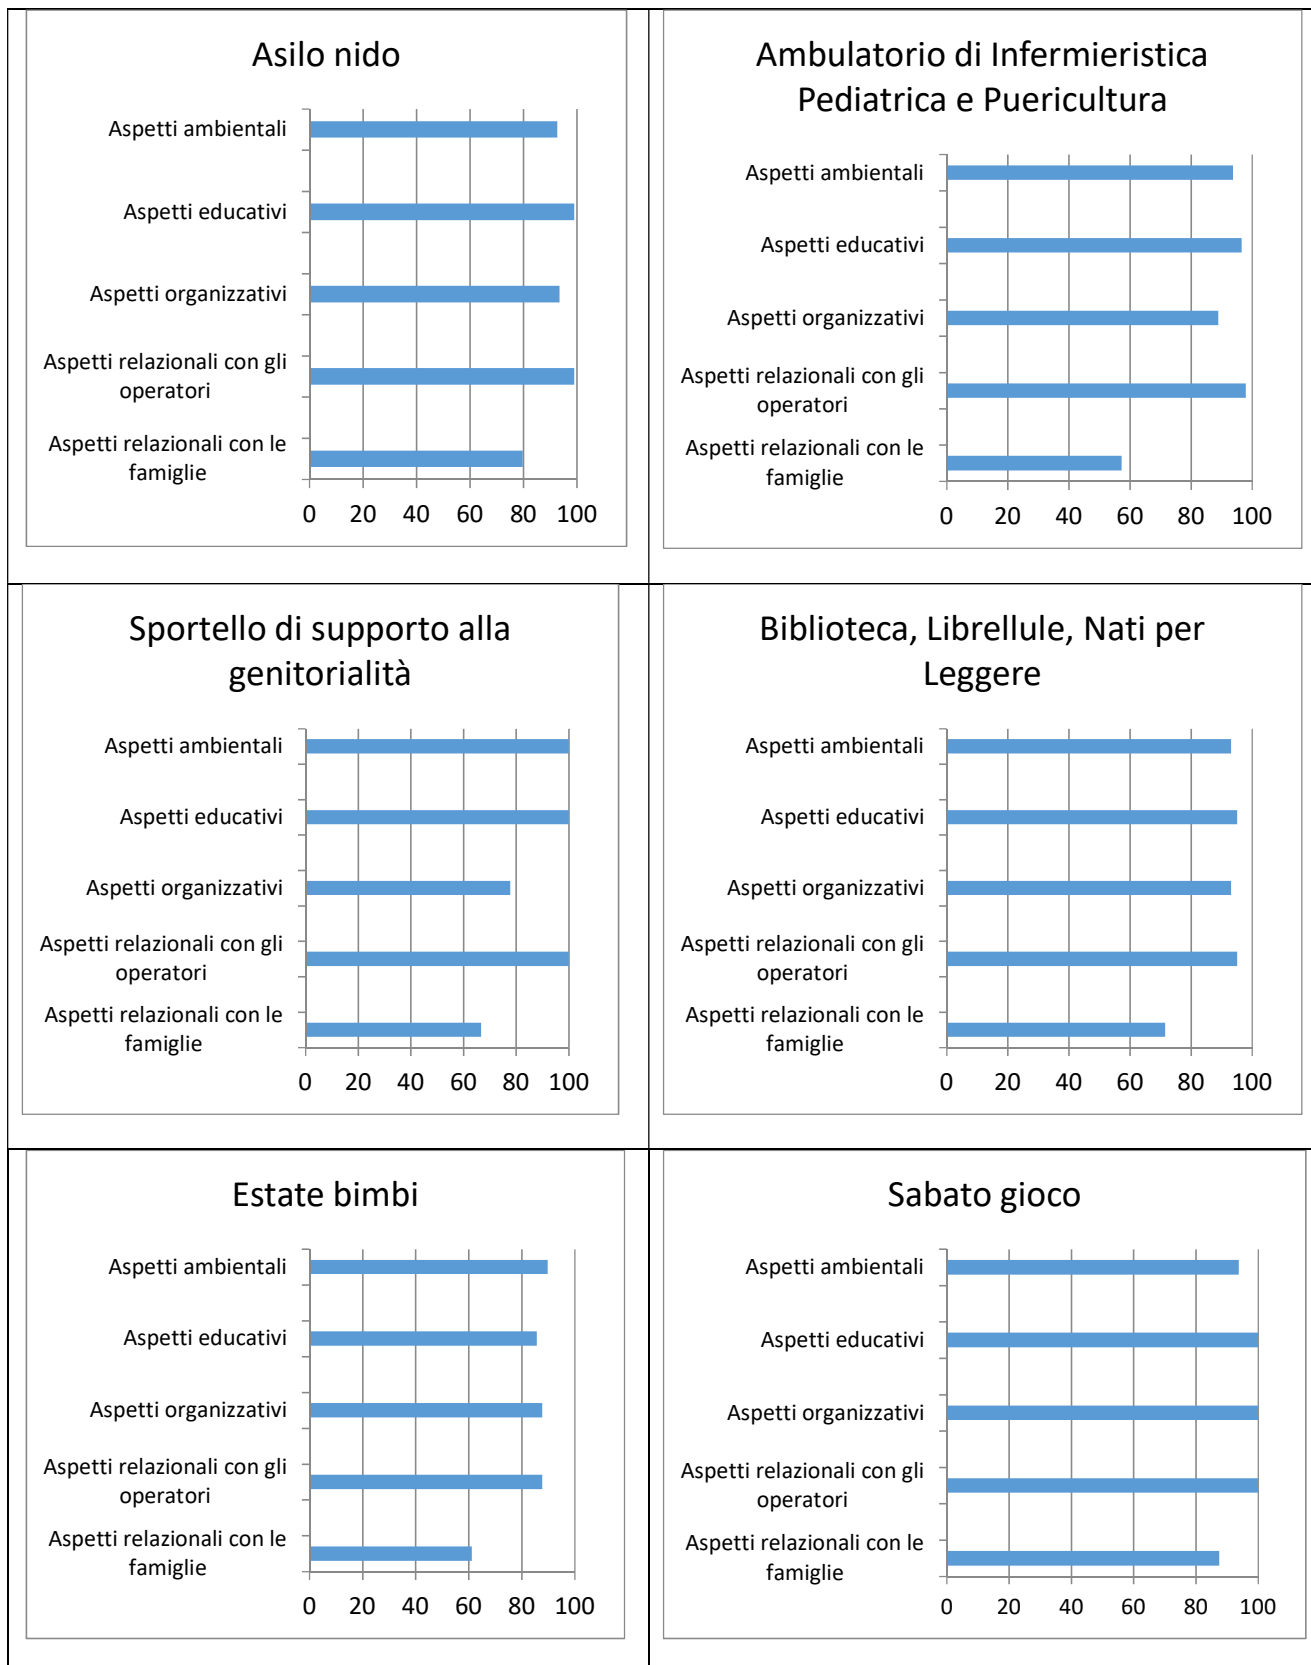 Asilo nido
Aspetti ambientali
Aspetti educativi
Aspetti organizzativi
Aspetti relazionali con gli
operatori
Aspetti relazionali con le
famiglie
0 20 40 60 80 100
Ambulatorio di Infermieristica
Pediatrica e Puericultura
Aspetti ambientali
Aspetti educativi
Aspetti organizzativi
Aspetti relazionali con gli
operatori
Aspetti relazionali con le
famiglie
0 20 40 60 80 100
Sportello di supporto alla
genitorialità
Aspetti ambientali
Aspetti educativi
Aspetti organizzativi
Aspetti relazionali con gli
operatori
Aspetti relazionali con le
famiglie
0 20 40 60 80 100
Biblioteca, Librellule, Nati per
Leggere
Aspetti ambientali
Aspetti educativi
Aspetti organizzativi
Aspetti relazionali con gli
operatori
Aspetti relazionali con le
famiglie
0 20 40 60 80 100
Estate bimbi
Aspetti ambientali
Aspetti educativi
Aspetti organizzativi
Aspetti relazionali con gli
operatori
Aspetti relazionali con le
famiglie
0 20 40 60 80 100
Sabato gioco
Aspetti ambientali
Aspetti educativi
Aspetti organizzativi
Aspetti relazionali con gli
operatori
Aspetti relazionali con le
famiglie
0 20 40 60 80 100